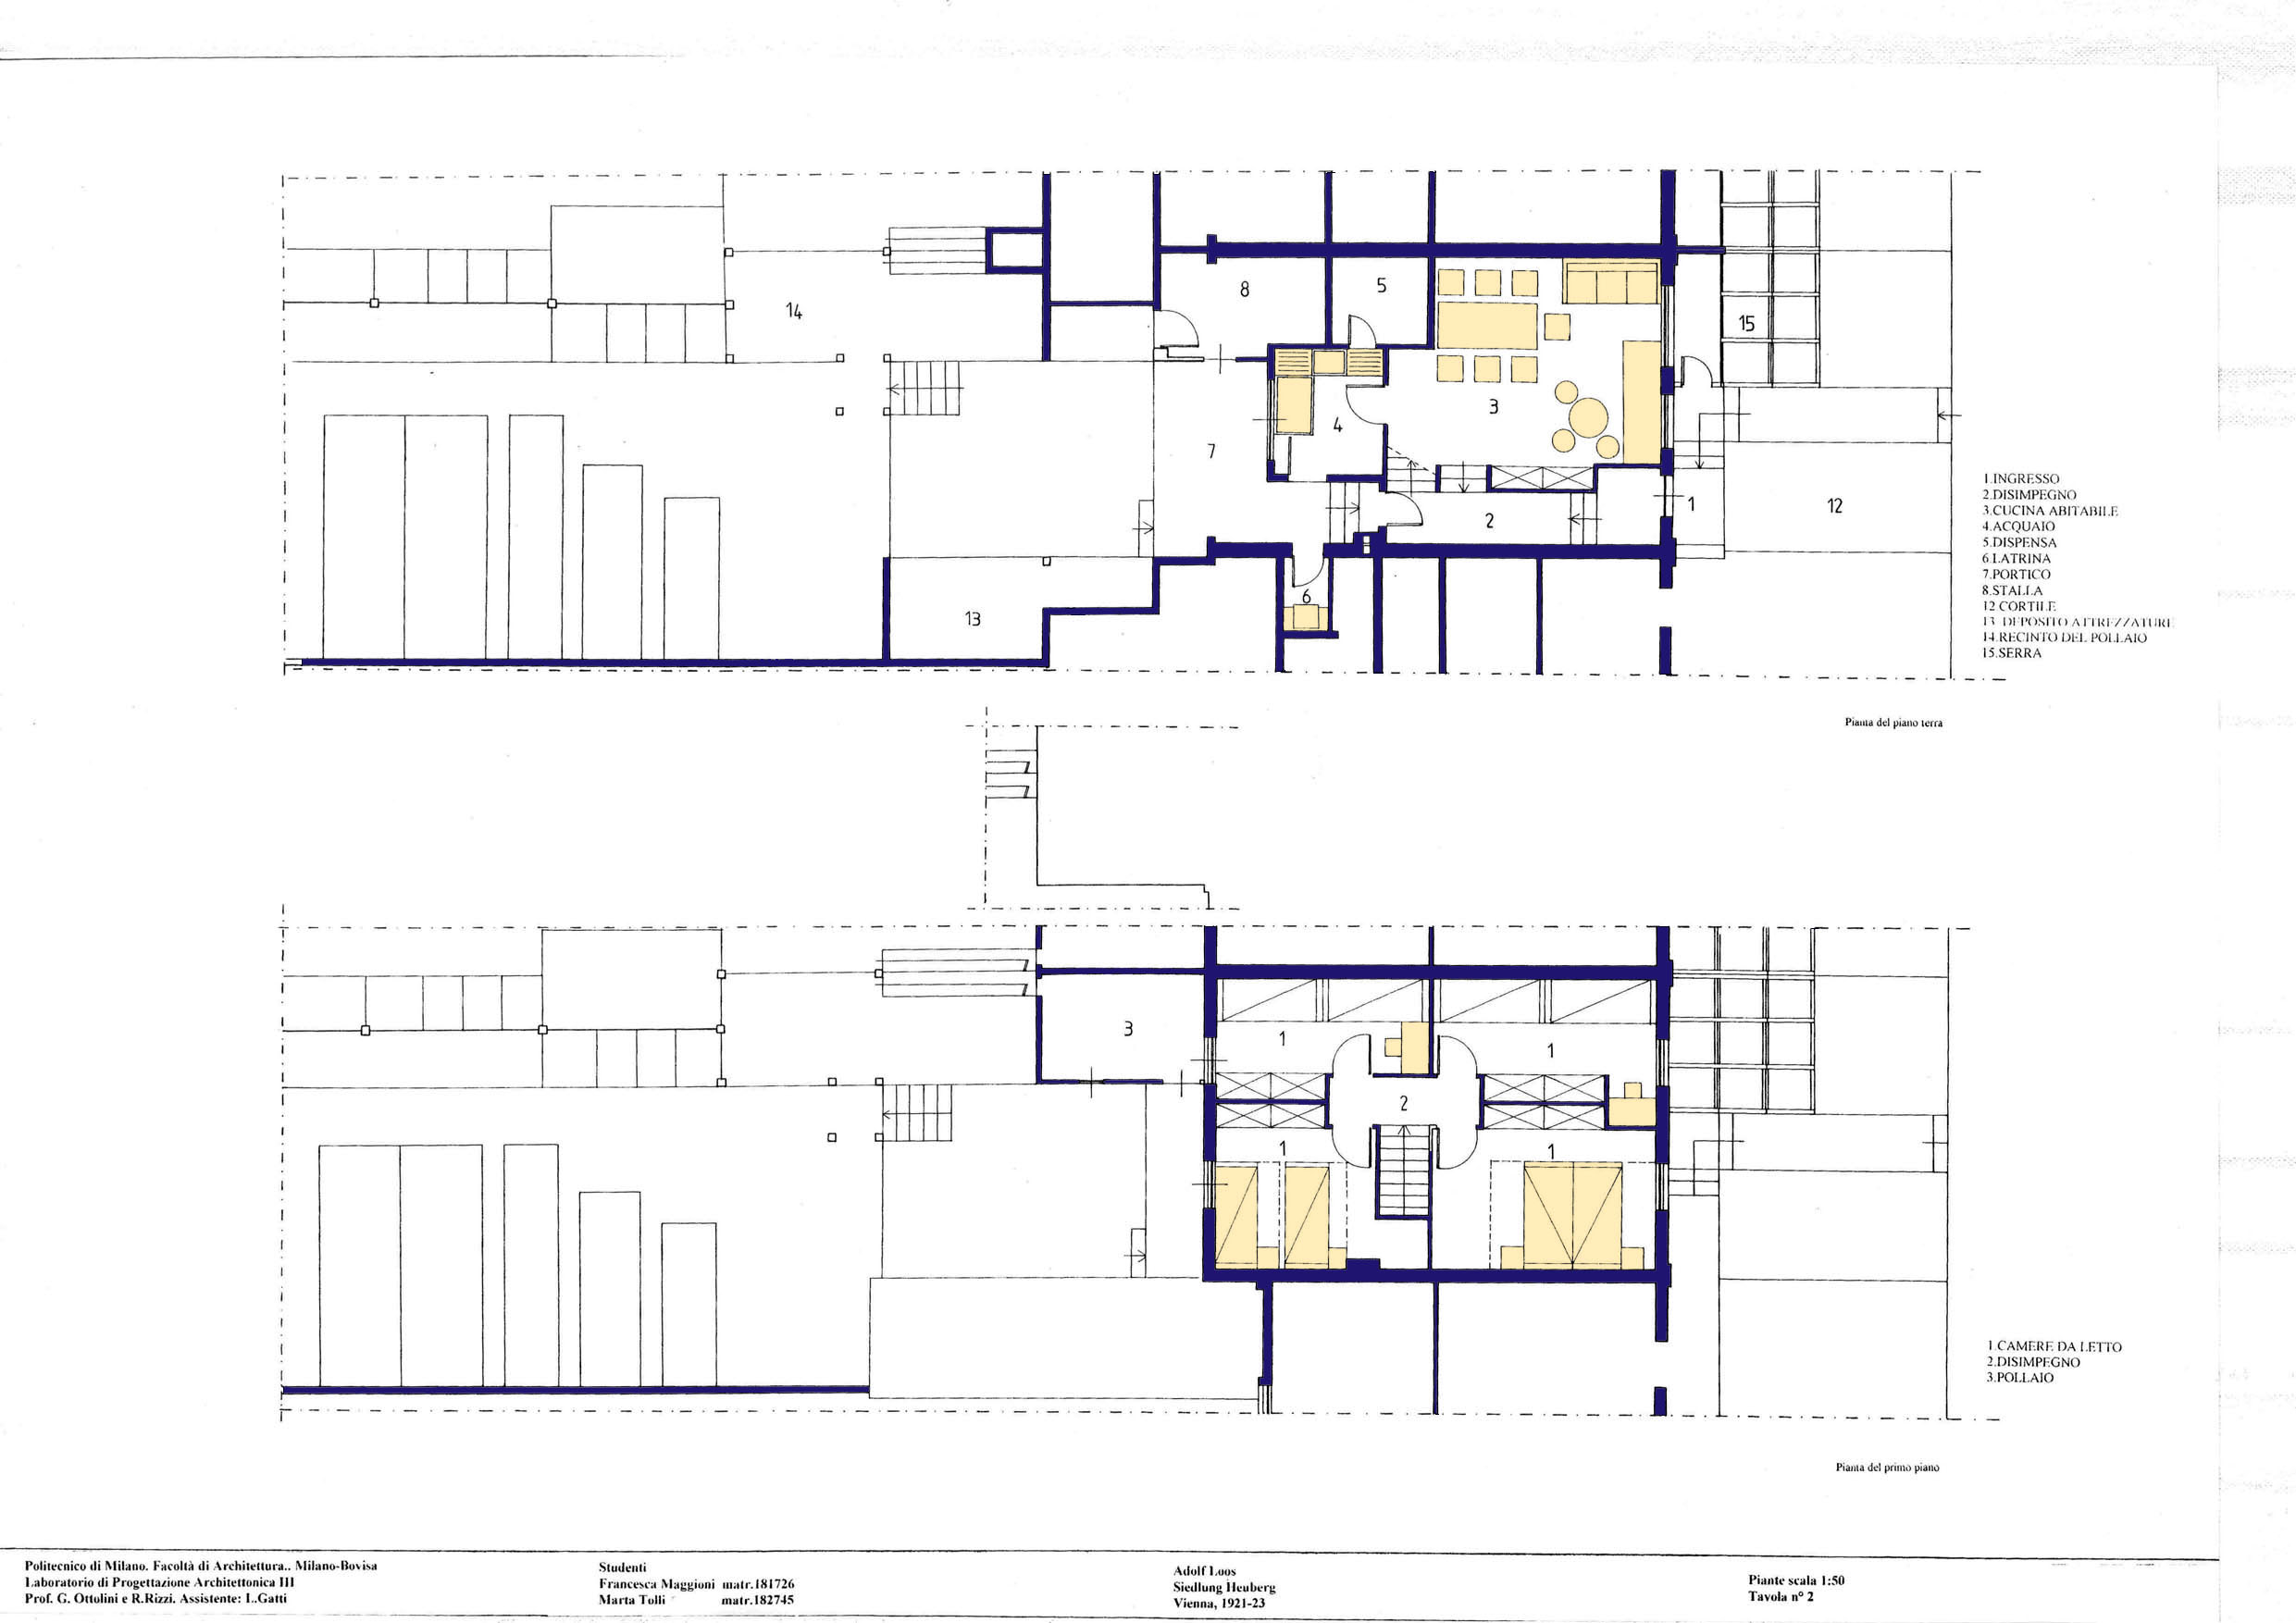 14
8
5
15
3
4
7
1
2
12
6
13
1.INGRESSO
2.DISIMPEGNO
3.CUCINA ABITABILE
4.ACQUAIO
5.DISPENSA
6.LATRINA
7.PORTICO
8.STALLA
12 CORTILE
13. DEPOSITO ATTREZZATURE
14.RECINTO DEL POLLAIO
15.SERRA
Pianta del piano terra
3
1
1
2
1
1
1.CAMERE DA LETTO
2.DISIMPEGNO
3.POLLAIO
Pianta del primo piano
Politecnico di Milano. Facoltà di Architettura.. Milano-Bovisa
Laboratorio di Progettazione Architettonica III
Prof. G. Ottolini e R.Rizzi. Assistente: L.Gatti
Studenti
Francesca Maggioni matr.181726
Marta Tolli matr.182745
Adolf Loos
Siedlung Heuberg
Vienna, 1921-23
Piante scala 1:50
Tavola n° 2